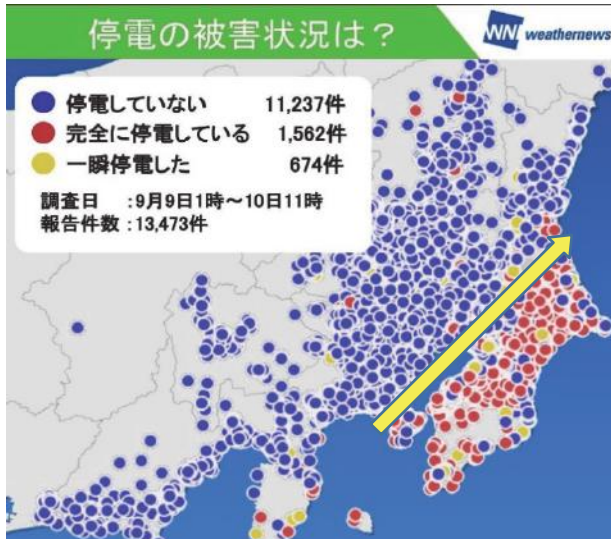 停電の被害状況は?
WN weathernews
停電していない 11,237件
完全に停電している 1,562件
一瞬停電した 674件
調査日 :9月9日1時～10日11時
報告件数 :13,473件